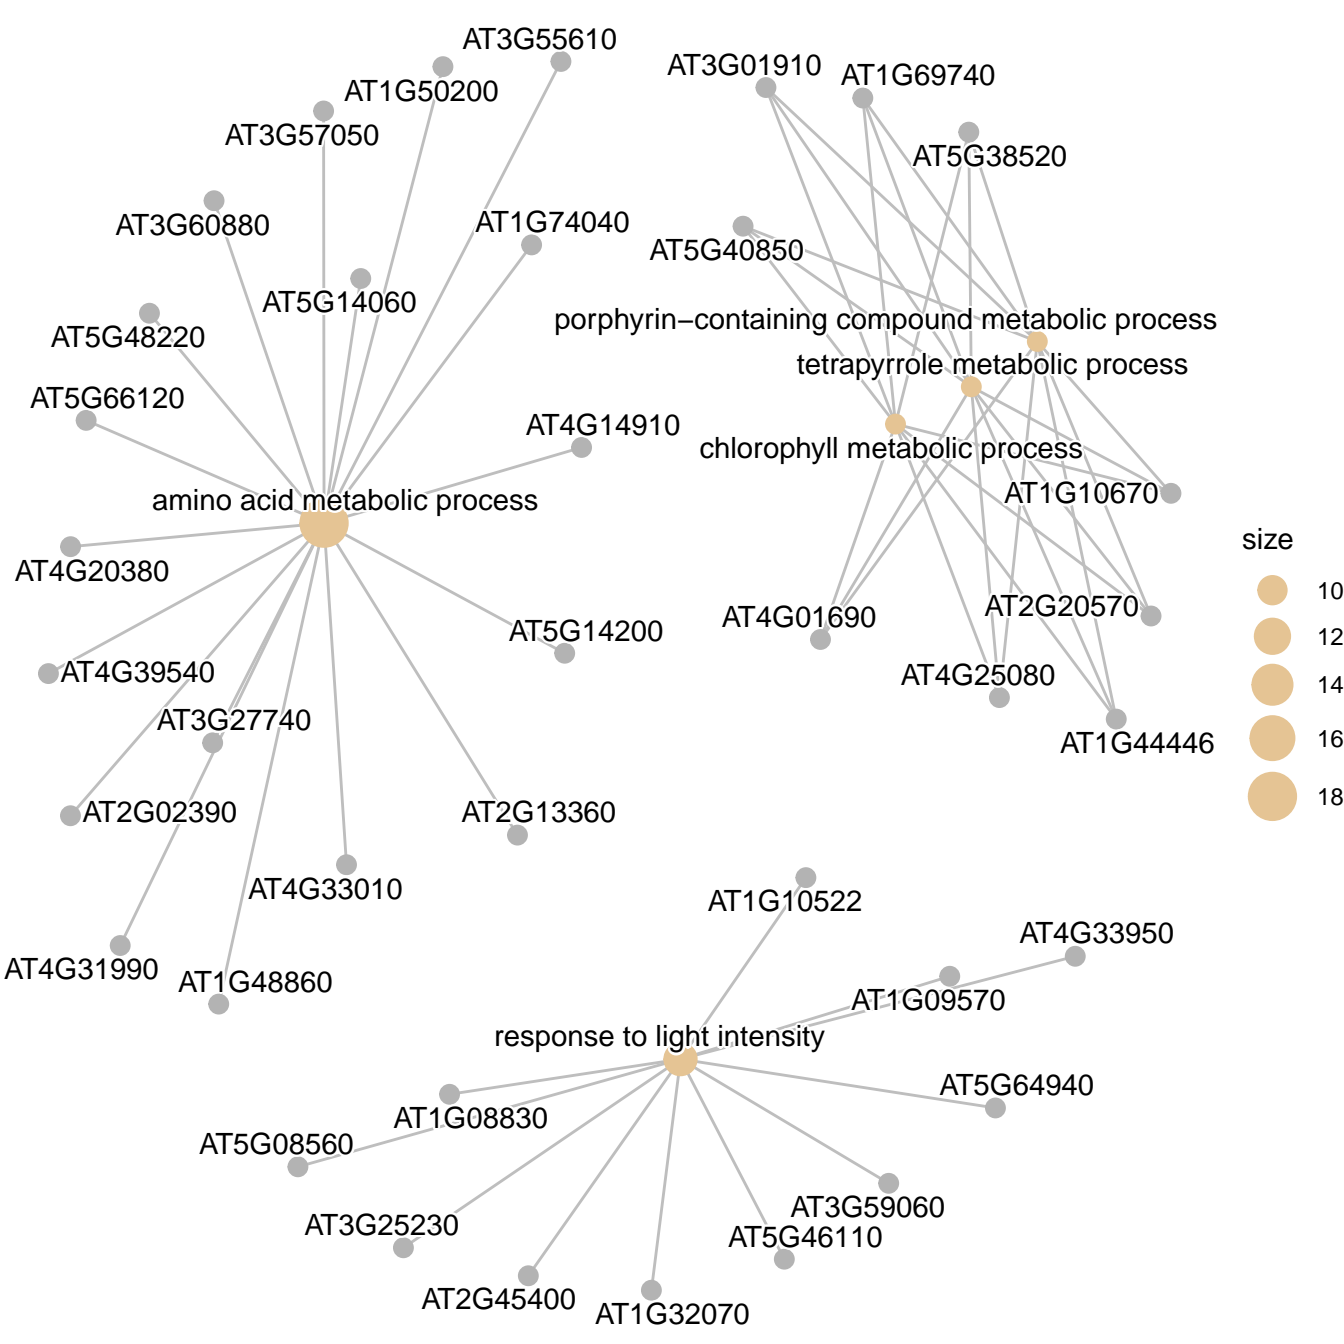 AT3G55610
AT3G01910
AT1G69740
AT1G50200
AT3G57050
AT5G38520
AT3G60880
AT1G74040
AT5G40850
AT5G14060
porphyrin−containing compound metabolic process
AT5G48220
tetrapyrrole metabolic process
AT5G66120
AT4G14910
chlorophyll metabolic process
AT1G10670
amino acid metabolic process
size
AT4G20380
10
AT2G20570
AT4G01690
AT5G14200
12
AT4G39540
AT4G25080
14
AT3G27740
AT1G44446
16
18
AT2G02390
AT2G13360
AT4G33010
AT1G10522
AT4G33950
AT4G31990
AT1G48860
AT1G09570
response to light intensity
AT5G64940
AT1G08830
AT5G08560
AT3G59060
AT3G25230
AT5G46110
AT2G45400
AT1G32070